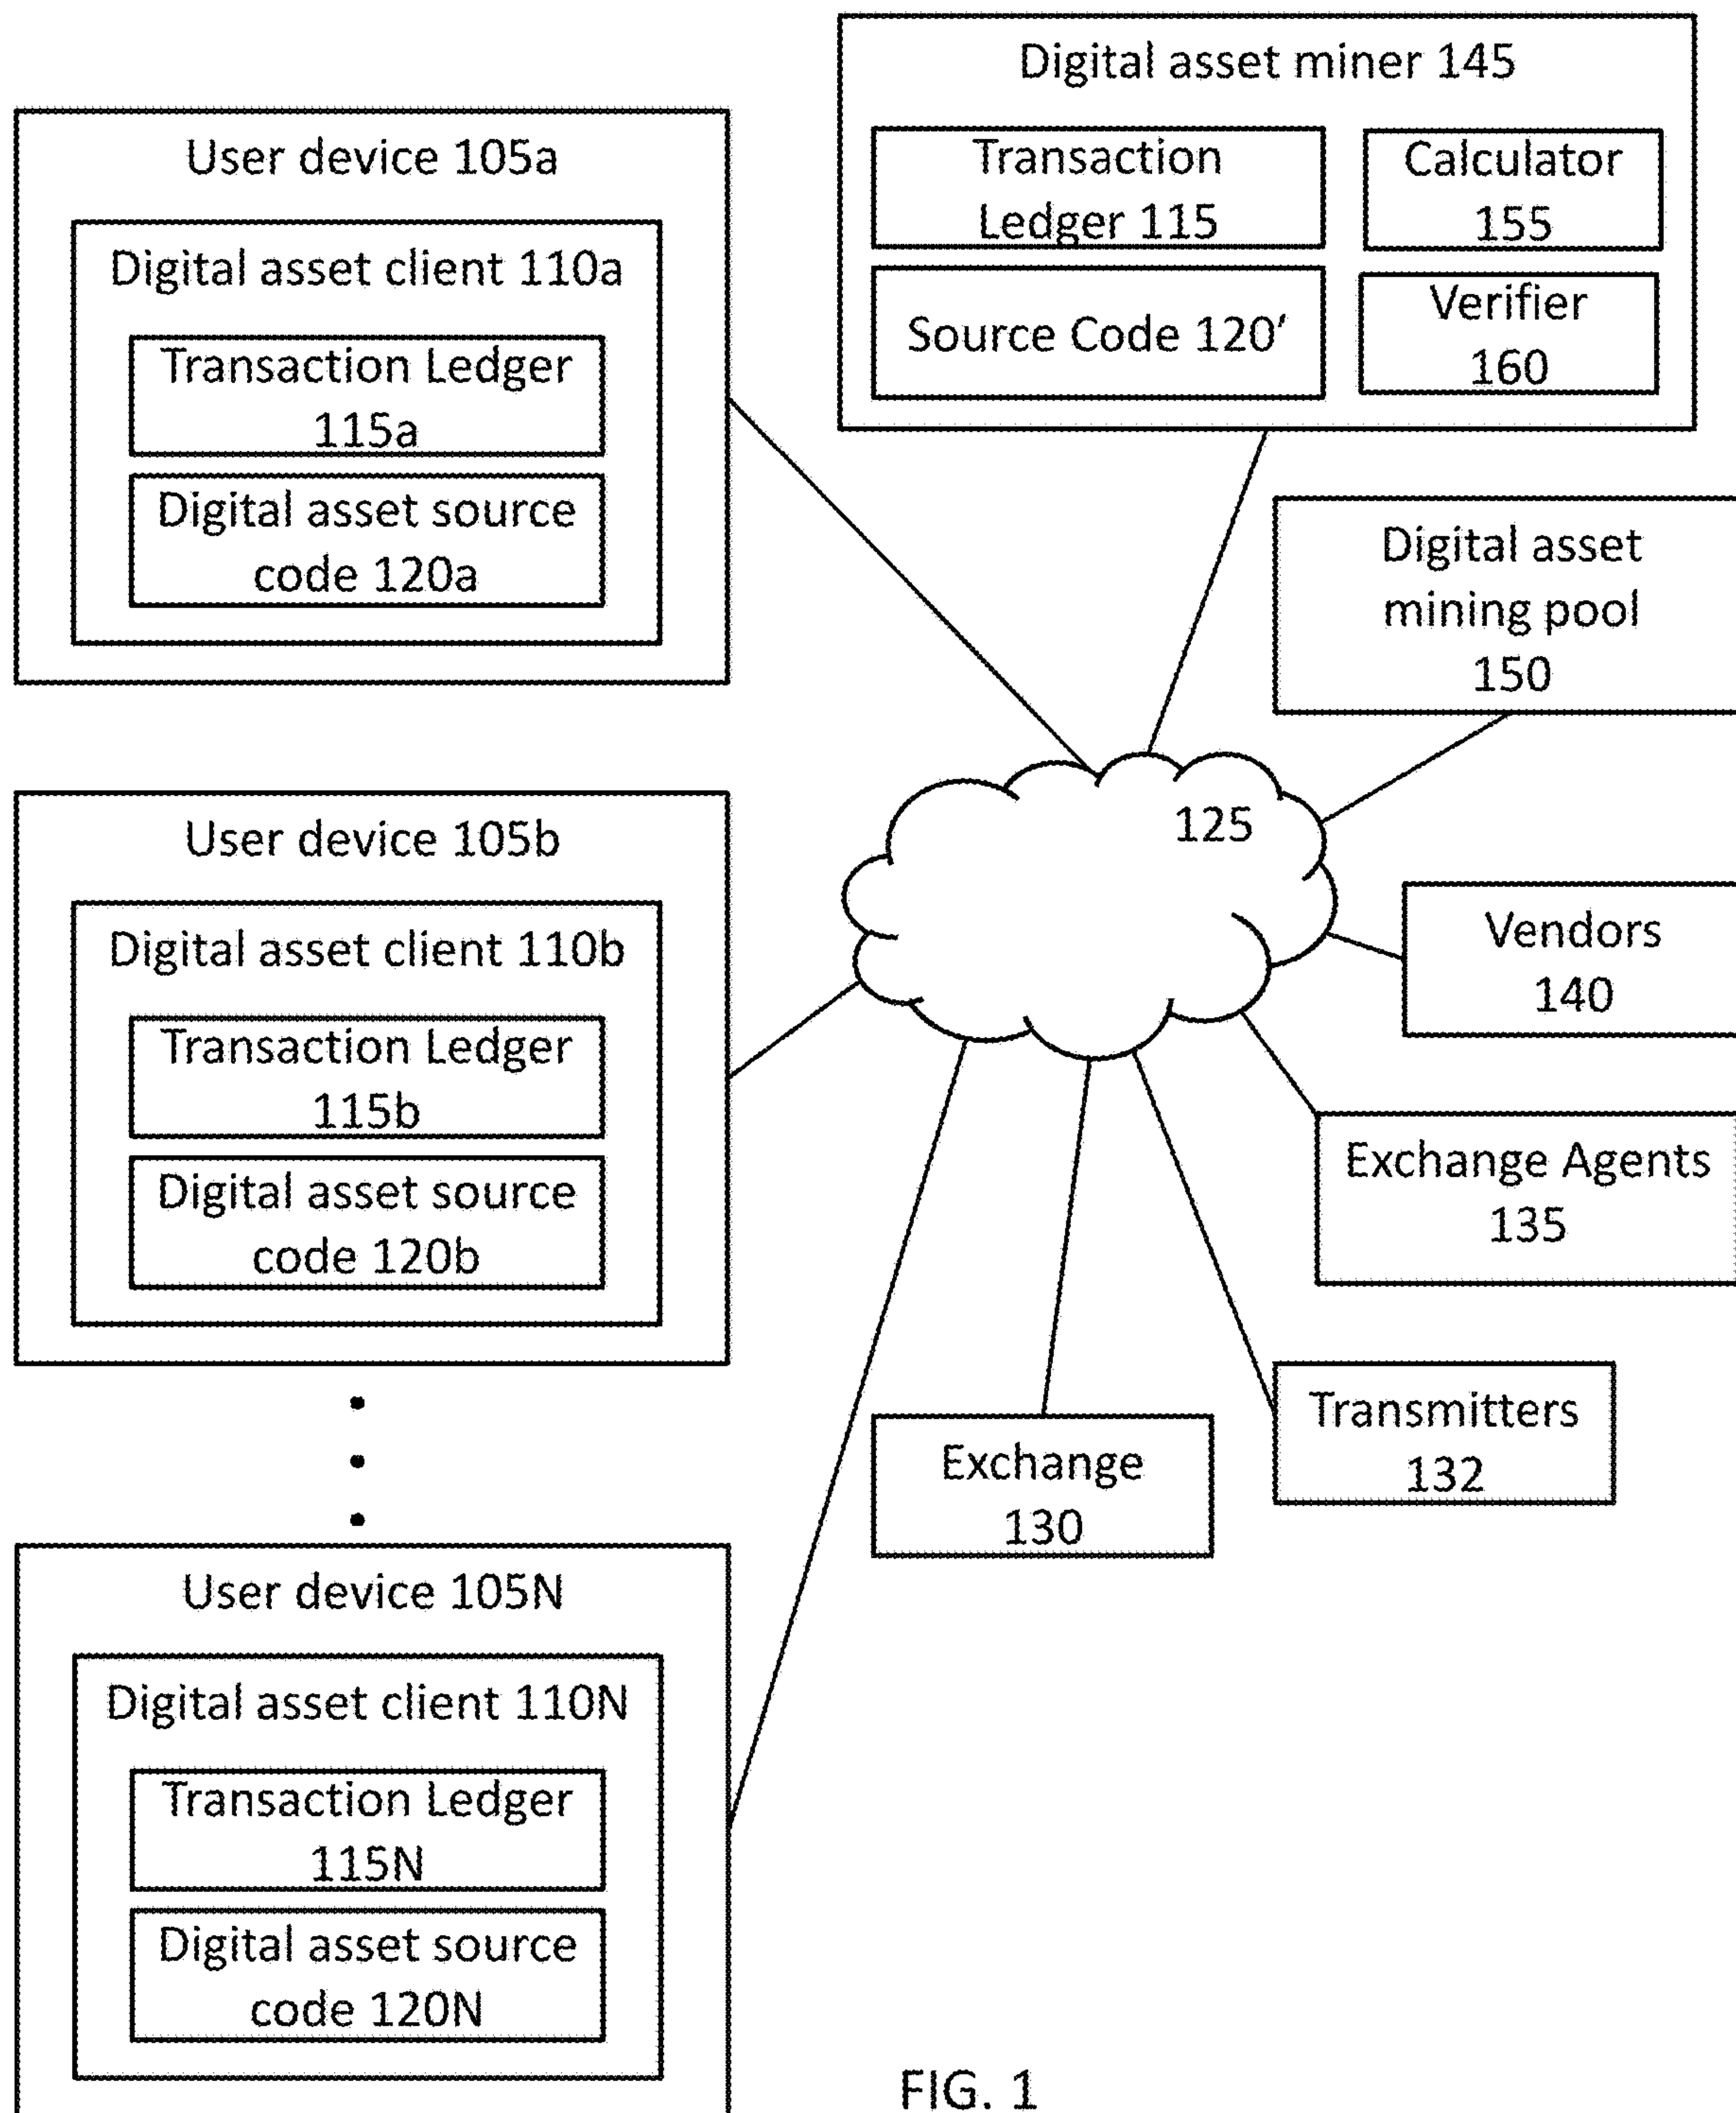 Digital asset miner 145
Transaction
Ledger 115
Calculator
155
Source Code 120′
Verifier
160
User device 105a
Digital asset client 110a
Transaction Ledger
115a
Digital asset source
code 120a
Digital asset
mining pool
150
125
User device 105b
Digital asset client 110b
Transaction Ledger
115b
Digital asset source
code 120b
Vendors
140
Exchange Agents
135
Transmitters
132
Exchange
130
User device 105N
Digital asset client 110N
Transaction Ledger
115N
Digital asset source
code 120N
FIG. 1